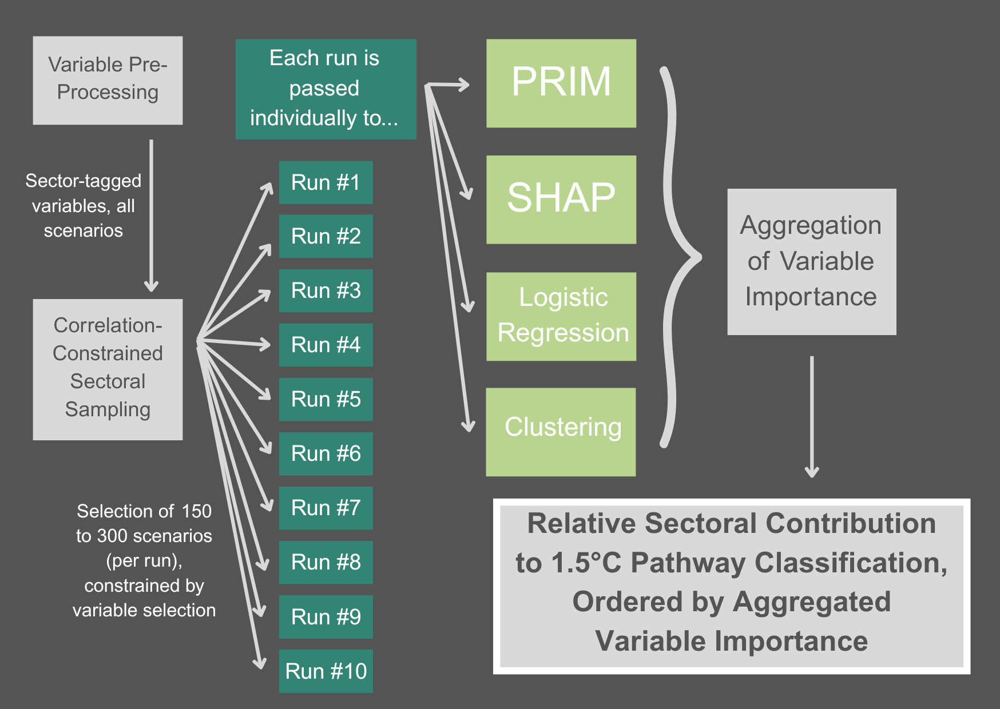 Variable Pre-
Processing
Sector-tagged
variables, all
scenarios
Correlation-
Constrained
Sectoral
Sampling
Selection of 150
to 300 scenarios
(per run),
constrained by
variable selection
Each run is
passed
individually to...
Run #1
Run #2
Run #3
Run #4
Run #5
Run #6
Run #7
Run #8
Run #9
Run #10
PRIM
SHAP
Logistic
Regression
Clustering
Aggregation
of Variable
Importance
Relative Sectoral Contribution
to 1.5°C Pathway Classification,
Ordered by Aggregated
Variable Importance